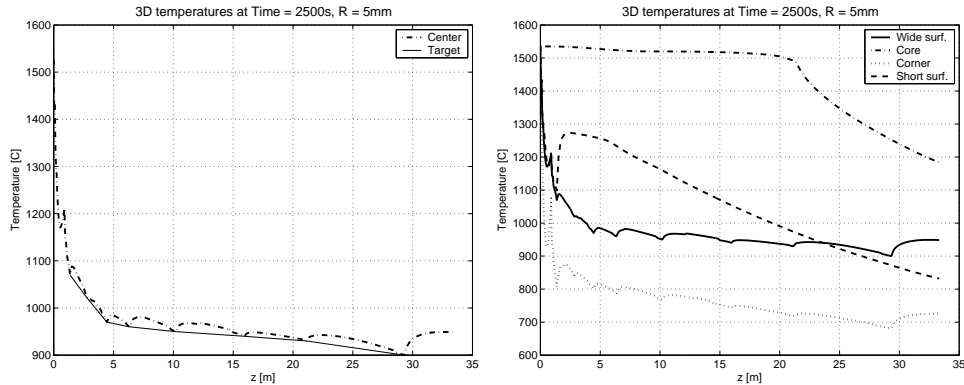 3D temperatures at Time = 2500s, R = 5mm
1600
1500
1400
1300
1200
1100
1000
900
Temperature [C]
0 5 10 15 20 25 30 35
z [m]
Center
Target
3D temperatures at Time = 2500s, R = 5mm
1600
1500
1400
1300
1200
1100
1000
900
800
700
600
Temperature [C]
0 5 10 15 20 25 30 35
z [m]
Wide surf.
Core
Corner
Short surf.